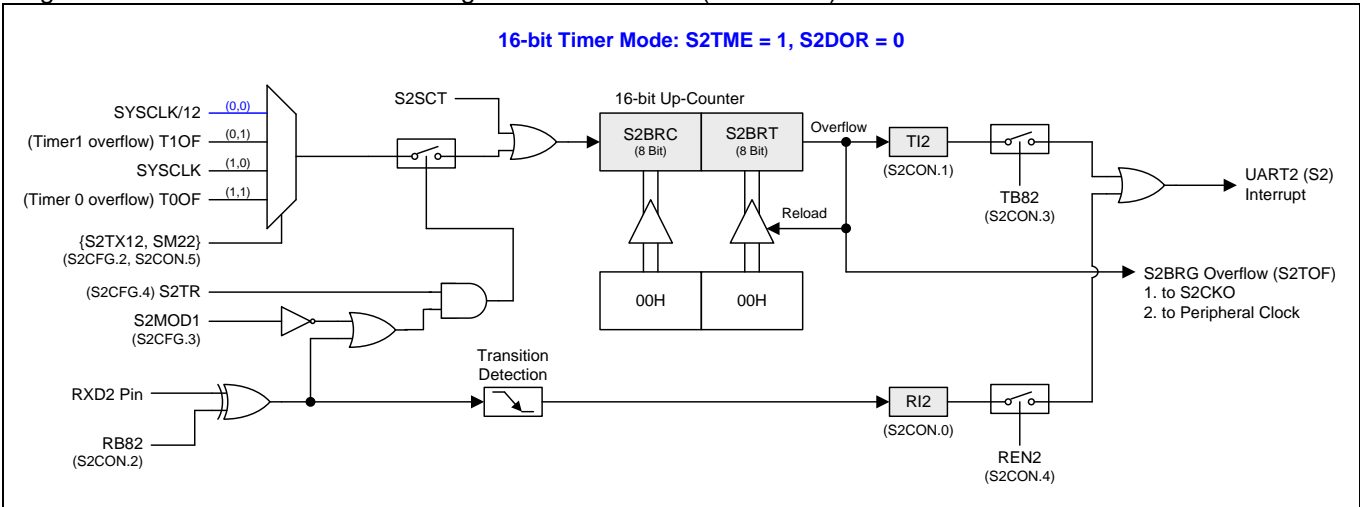 16-bit Timer Mode: S2TME = 1, S2DOR = 0
SYSCLK/12
(0,0)
(Timer1 overflow) T1OF
(0,1)
SYSCLK
(1,0)
(Timer 0 overflow) T0OF
(1,1)
{S2TX12, SM22}
(S2CFG.2, S2CON.5)
(S2CFG.4) S2TR
S2MOD1
(S2CFG.3)
RXD2 Pin
RB82
(S2CON.2)
S2SCT
16-bit Up-Counter
S2BRC
(8 Bit)
S2BRT
(8 Bit)
Overflow
Reload
00H
00H
Transition
Detection
TI2
(S2CON.1)
TB82
(S2CON.3)
RI2
(S2CON.0)
REN2
(S2CON.4)
UART2 (S2)
Interrupt
S2BRG Overflow (S2TOF)
1. to S2CKO
2. to Peripheral Clock